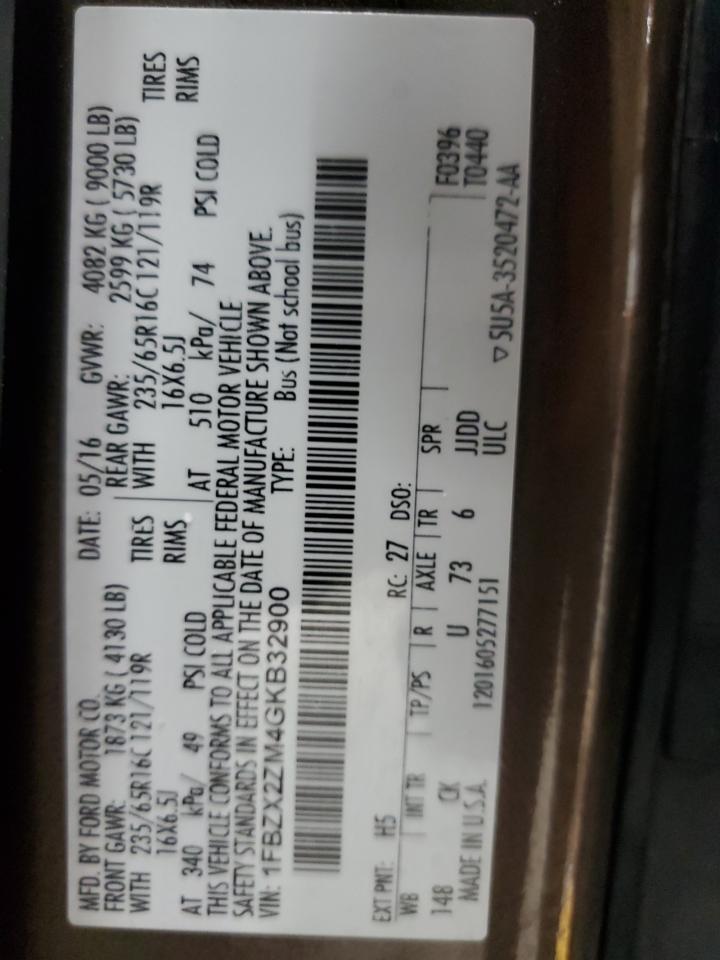 MFD. BY FORD MOTOR CO. DATE: 05/16 GVWR: 4082 KG ( 9000 LB)
FRONT GAWR: 1873 KG ( 4130 LB) REAR GAWR: 2599 KG ( 5730 LB)
WITH 235/65R16C 121/119R TIRES WITH 235/65R16C 121/119R TIRES
16X6.5J RIMS 16X6.5J RIMS
AT 340 kPa/ 49 PSI COLD AT 510 kPa/ 74 PSI COLD
THIS VEHICLE CONFORMS TO ALL APPLICABLE FEDERAL MOTOR VEHICLE
SAFETY STANDARDS IN EFFECT ON THE DATE OF MANUFACTURE SHOWN ABOVE.
VIN: 1FBZX2ZM4GKB32900 TYPE: Bus (Not school bus)
EXT PNT: H5 RC: 27 DSO:
WB INT TR TP/PS R AXLE TR SPR F0396
148 CK U 73 6 JJDD T0440
MADE IN U.S.A. 1201605277151 ULC ▽ 5U5A-3520472-AA